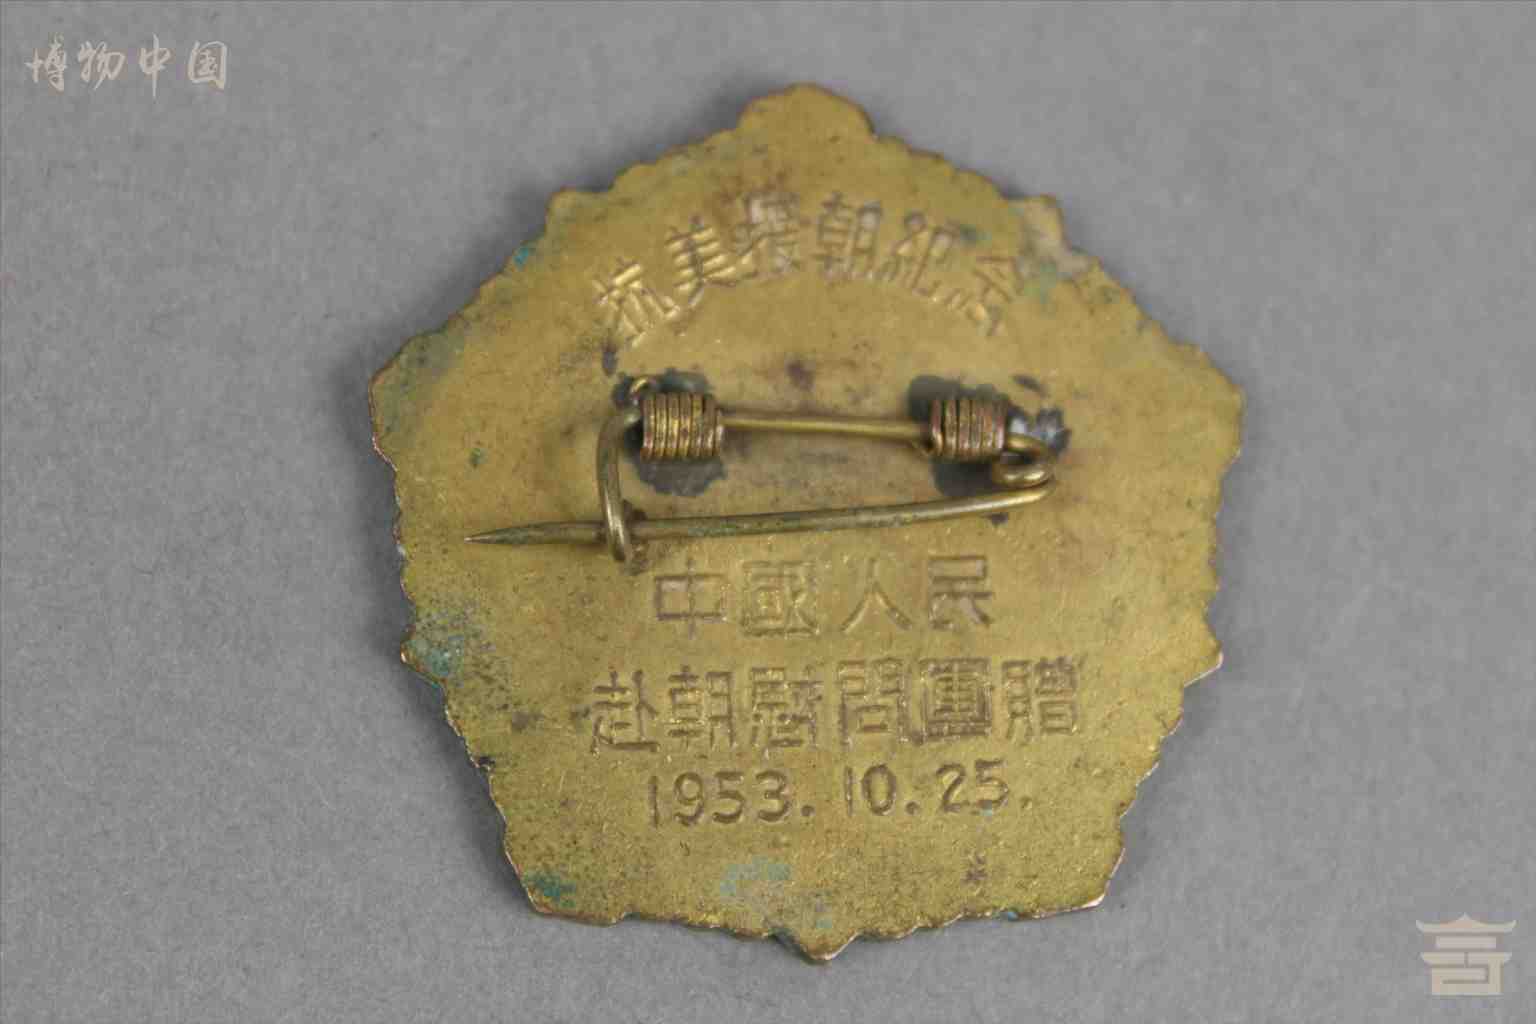 博物中国
抗美援朝紀念
中國人民
赴朝慰問團贈
1953.10.25.